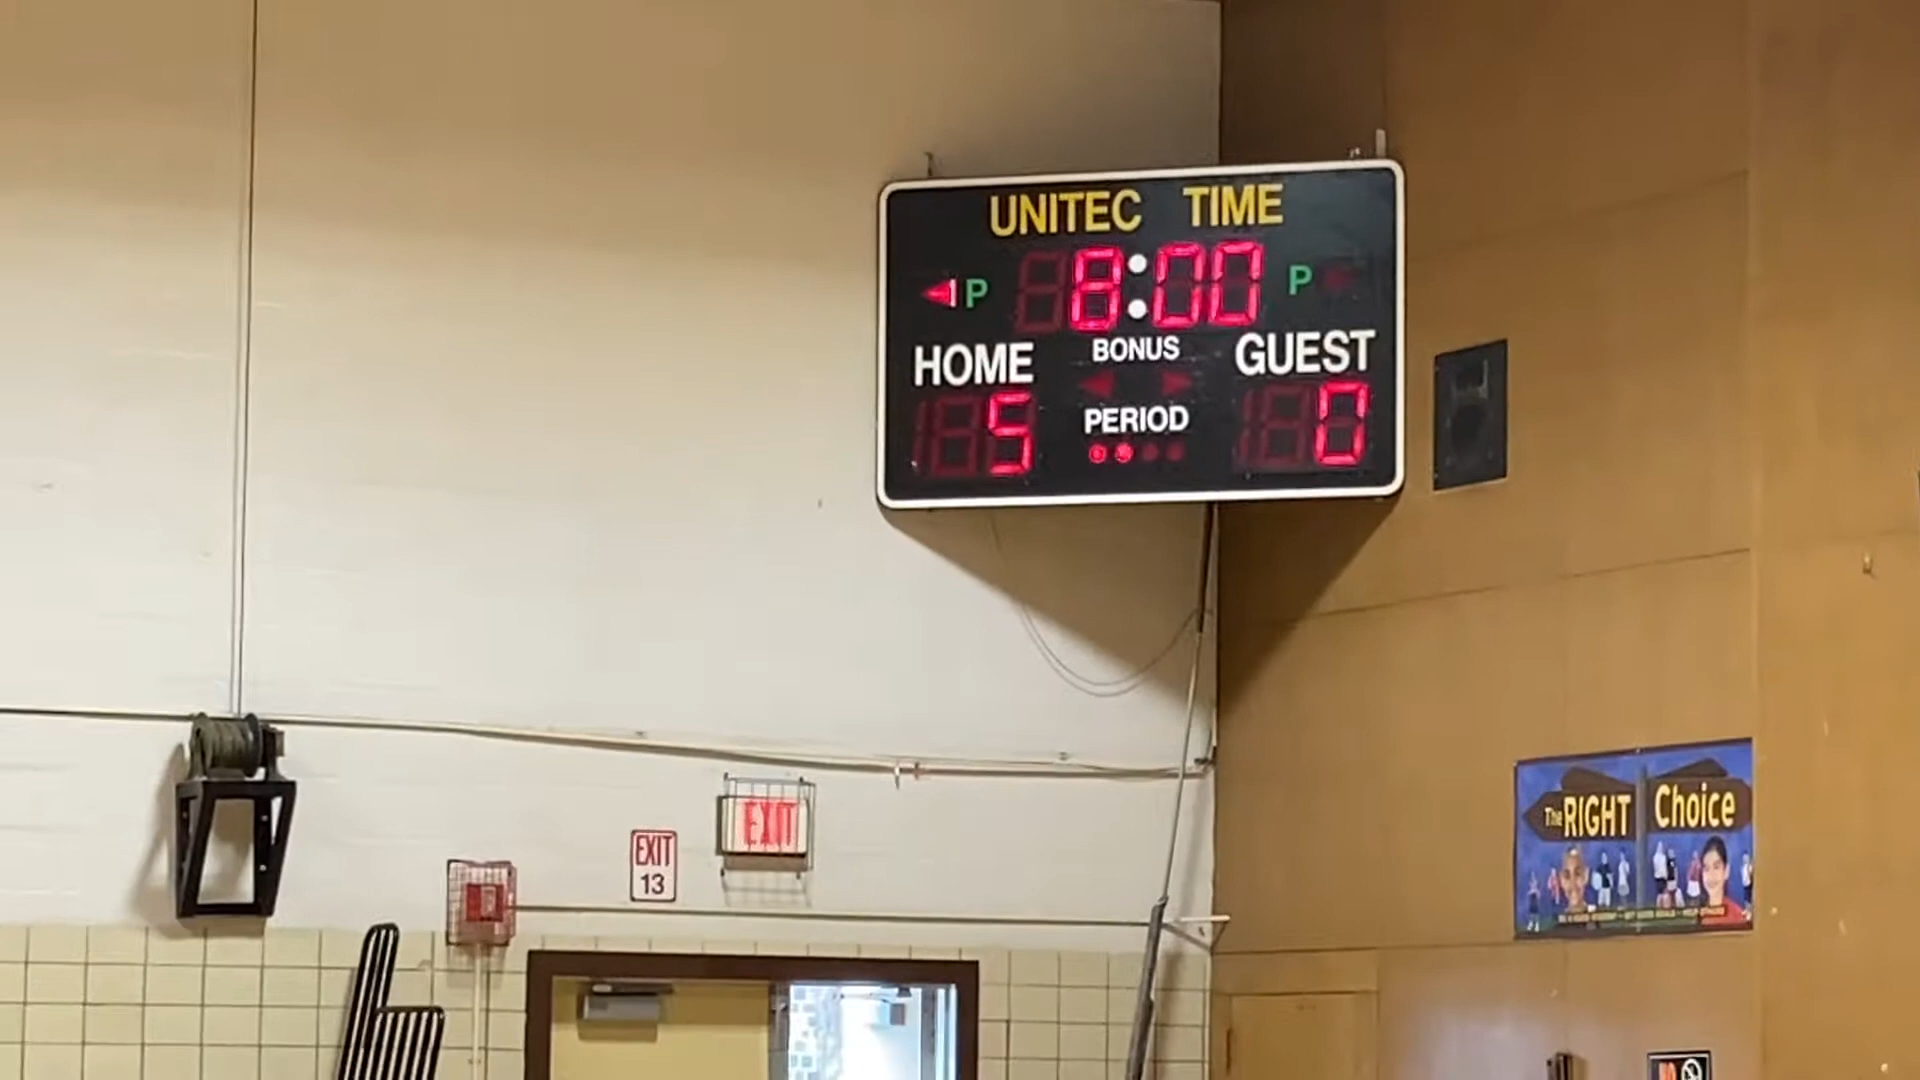 UNITEC TIME
P 8:00 P
HOME BONUS GUEST
5 PERIOD 0
EXIT
EXIT
13
The RIGHT Choice